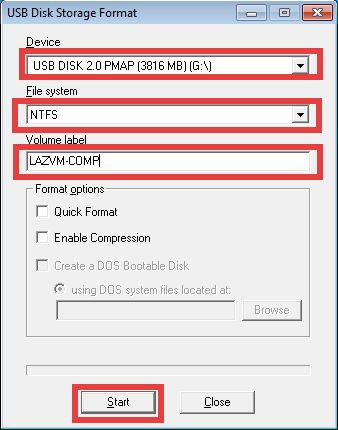 USB Disk Storage Format
Device
USB DISK 2.0 PMAP (3816 MB) (G:\)
File system
NTFS
Volume label
LAZVM-COMP
Format options
Quick Format
Enable Compression
Create a DOS Bootable Disk
using DOS system files located at:
Browse
Start
Close